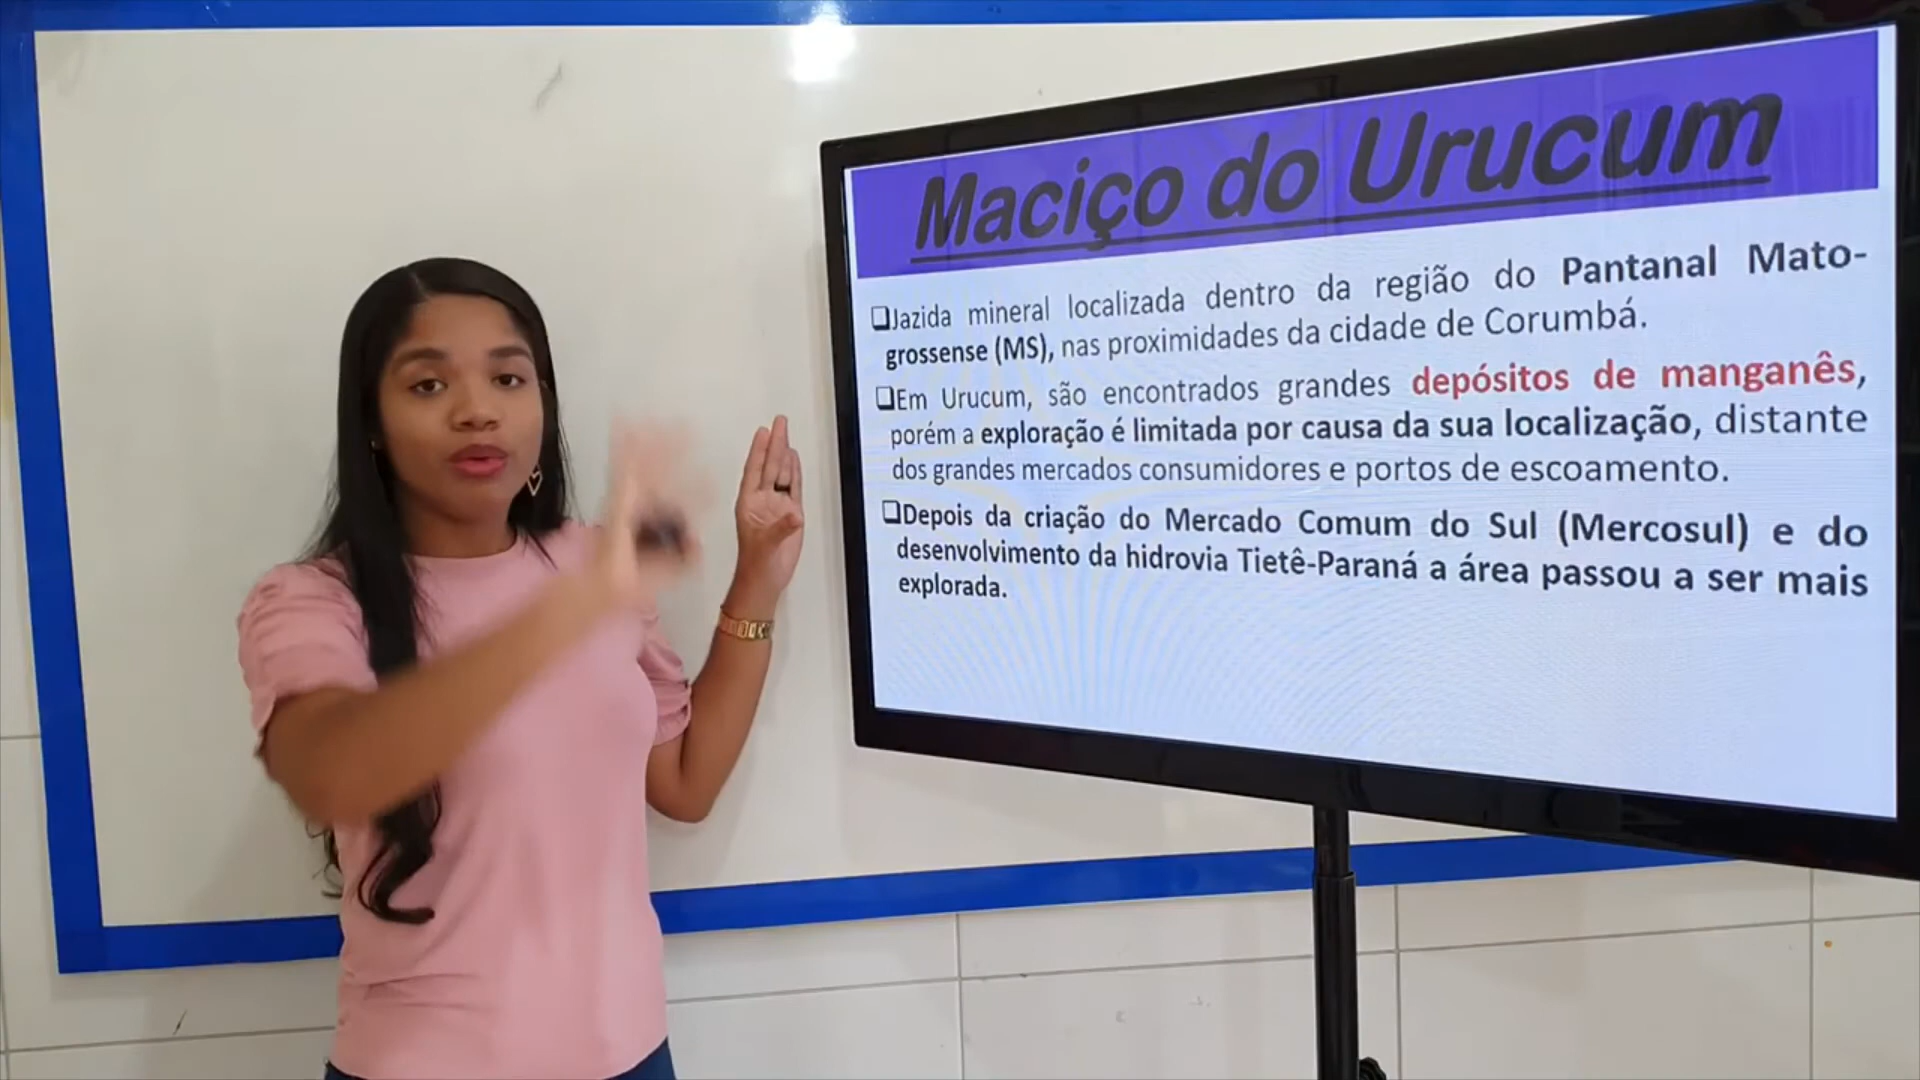 Maciço do Urucum
❑Jazida mineral localizada dentro da região do Pantanal Mato-
grossense (MS), nas proximidades da cidade de Corumbá.
❑Em Urucum, são encontrados grandes depósitos de manganês,
porém a exploração é limitada por causa da sua localização, distante
dos grandes mercados consumidores e portos de escoamento.
❑Depois da criação do Mercado Comum do Sul (Mercosul) e do
desenvolvimento da hidrovia Tietê-Paraná a área passou a ser mais
explorada.